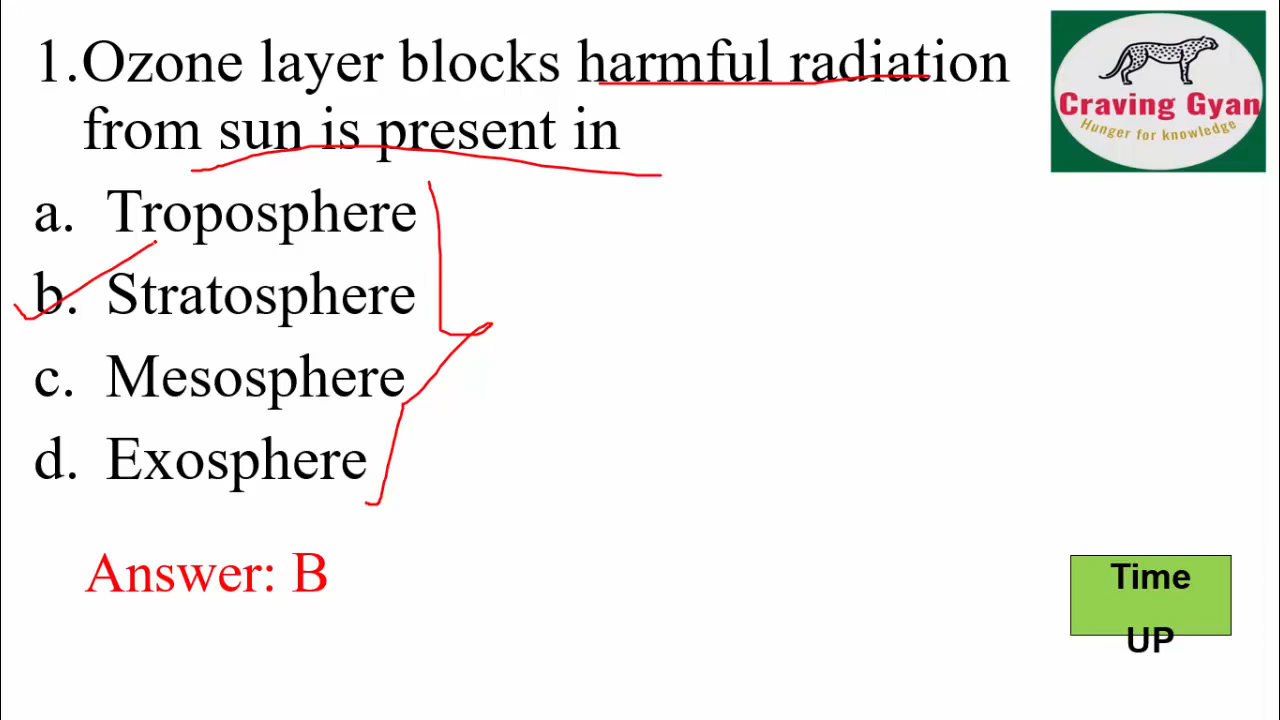 1.Ozone layer blocks harmful radiation
from sun is present in
a. Troposphere
b. Stratosphere
c. Mesosphere
d. Exosphere
Answer: B
Craving Gyan
Hunger for knowledge
Time
UP